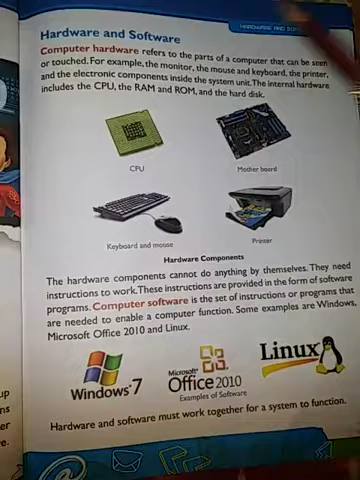 HARDWARE AND
Hardware and Software
Computer hardware refers to the parts of a computer that can be seen
or touched. For example, the monitor, the mouse and keyboard, the printer,
and the electronic components inside the system unit. The internal hardware
includes the CPU, the RAM and ROM, and the hard disk.
CPU
Mother board
Keyboard and mouse
Printer
Hardware Components
The hardware components cannot do anything by themselves. They need
instructions to work. These instructions are provided in the form of software
programs. Computer software is the set of instructions or programs that
are needed to enable a computer function. Some examples are Windows,
Microsoft Office 2010 and Linux.
Windows 7
Microsoft
Office 2010
Linux
Examples of Software
Hardware and software must work together for a system to function.